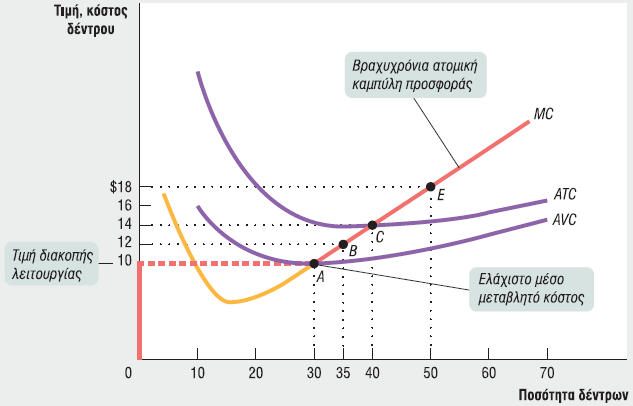 Τιμή, κόστος
δέντρου
Βραχυχρόνια ατομική
καμπύλη προσφοράς
MC
$18
16
14
12
10
E
C
B
A
ATC
AVC
Τιμή διακοπής
λειτουργίας
Ελάχιστο μέσο
μεταβλητό κόστος
0
10
20
30
35
40
50
60
70
Ποσότητα δέντρων